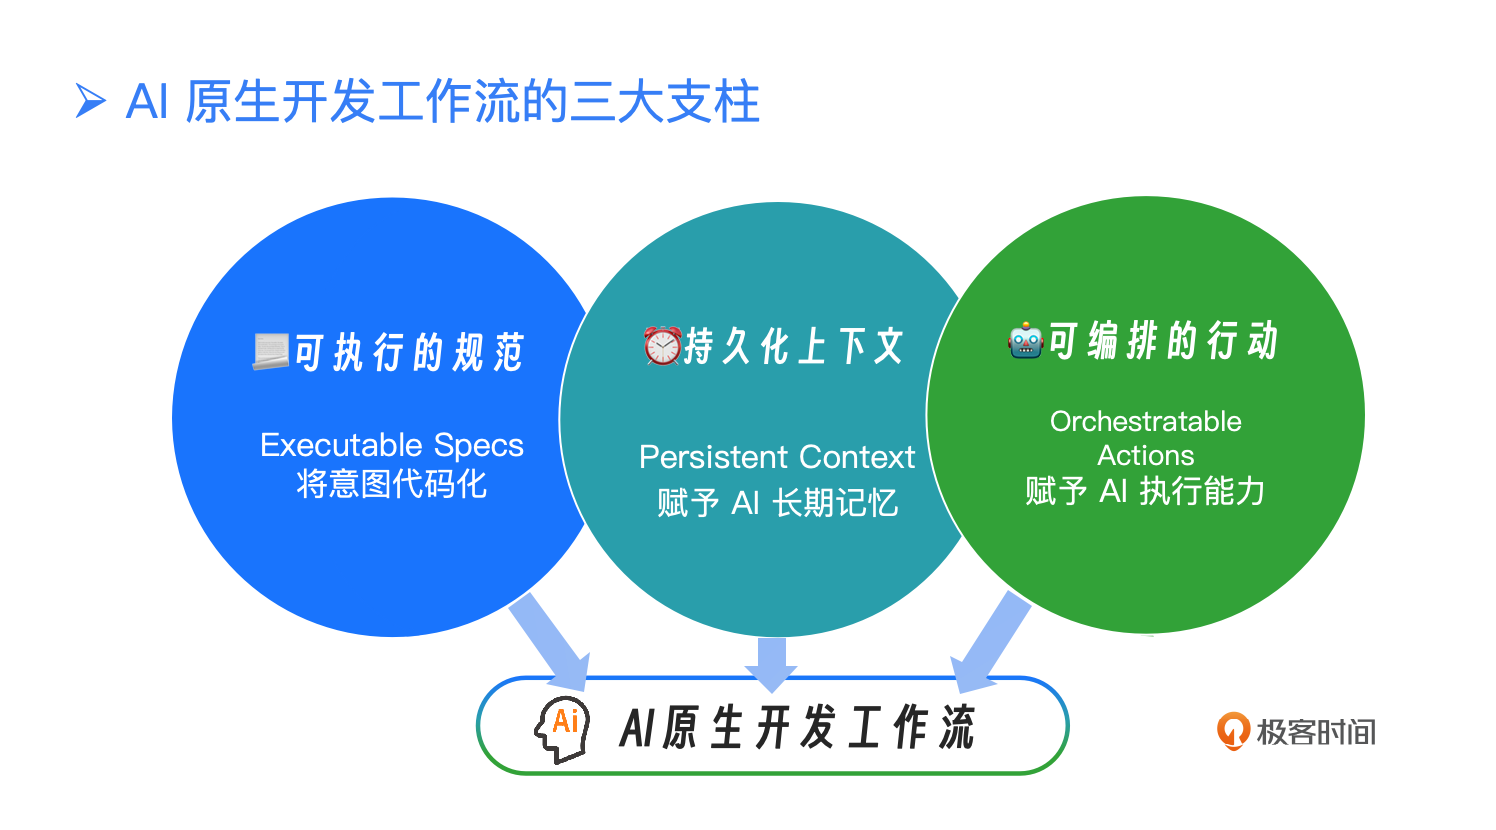 AI 原生开发工作流的三大支柱
可执行的规范
Executable Specs
将意图代码化
持久化上下文
Persistent Context
赋予 AI 长期记忆
可编排的行动
Orchestratable
Actions
赋予 AI 执行能力
Ai
AI原生开发工作流
极客时间